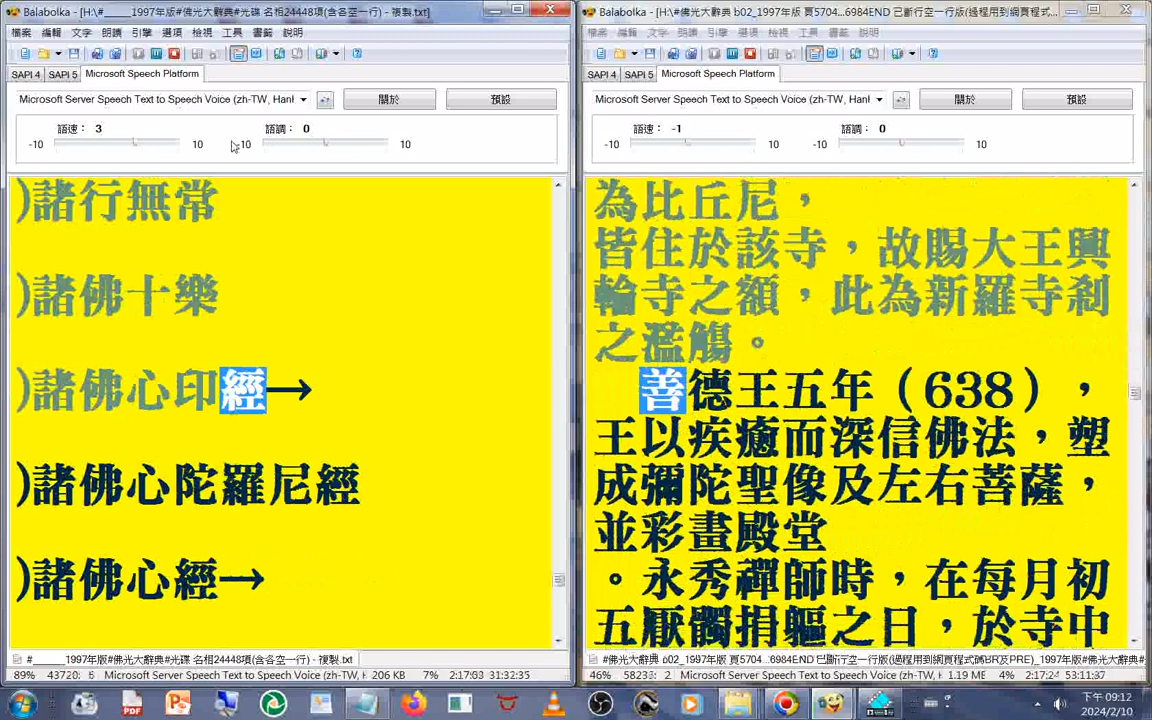 Balabolka - [H:\#_____1997年版#佛光大辭典#光碟 名相24448項(含各空一行) - 複製.txt]
檔案 編輯 文字 朗讀 引擎 選項 檢視 工具 書籤 說明
SAPI 4 SAPI 5 Microsoft Speech Platform
Microsoft Server Speech Text to Speech Voice (zh-TW, Han
關於 預設
語速： 3 語調： 0
-10 10 -10 10
)諸行無常
)諸佛十樂
)諸佛心印經→
)諸佛心陀羅尼經
)諸佛心經→
#_____1997年版#佛光大辭典#光碟 名相24448項(含各空一行) - 複製.txt
89% 43720: 6 Microsoft Server Speech Text to Speech Voice (zh-TW, H 206 KB 7% 2:17:03 31:32:35
Balabolka - [H:\#佛光大辭典 b02_1997年版 頁5704...6984END 已斷行空一行版(過程用到網頁程式...
檔案 編輯 文字 朗讀 引擎 選項 檢視 工具 書籤 說明
SAPI 4 SAPI 5 Microsoft Speech Platform
Microsoft Server Speech Text to Speech Voice (zh-TW, Han
關於 預設
語速： -1 語調： 0
-10 10 -10 10
為比丘尼，
皆住於該寺，故賜大王興
輪寺之額，此為新羅寺剎
之濫觴。
善德王五年（638），
王以疾癒而深信佛法，塑
成彌陀聖像及左右菩薩，
並彩畫殿堂
。永秀禪師時，在每月初
五厭髑捐軀之日，於寺中
#佛光大辭典 b02_1997年版 頁5704...6984END 已斷行空一行版(過程用到網頁程式碼BR及PRE)_1997年版#佛光大辭典
46% 58233: 2 Microsoft Server Speech Text to Speech Voice (zh-TW, H 1.19 ME 4% 2:17:24 53:11:37
下午 09:12
2024/2/10